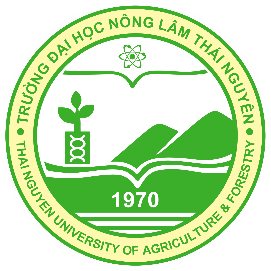 TRƯỜNG ĐẠI HỌC NÔNG LÂM THÁI NGUYÊN
1970
THAI NGUYEN UNIVERSITY OF AGRICULTURE & FORESTRY